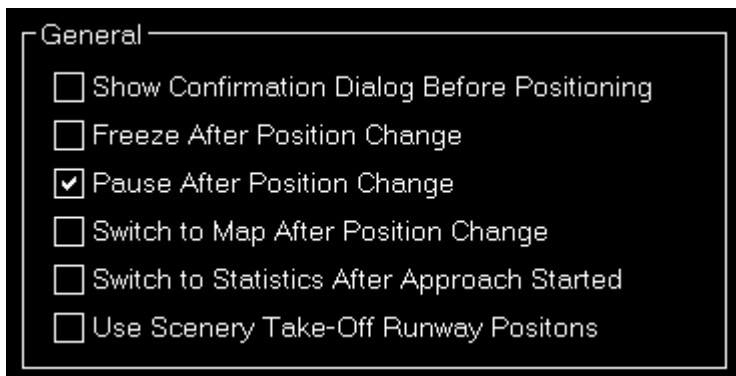 General
Show Confirmation Dialog Before Positioning
Freeze After Position Change
Pause After Position Change
Switch to Map After Position Change
Switch to Statistics After Approach Started
Use Scenery Take-Off Runway Positons